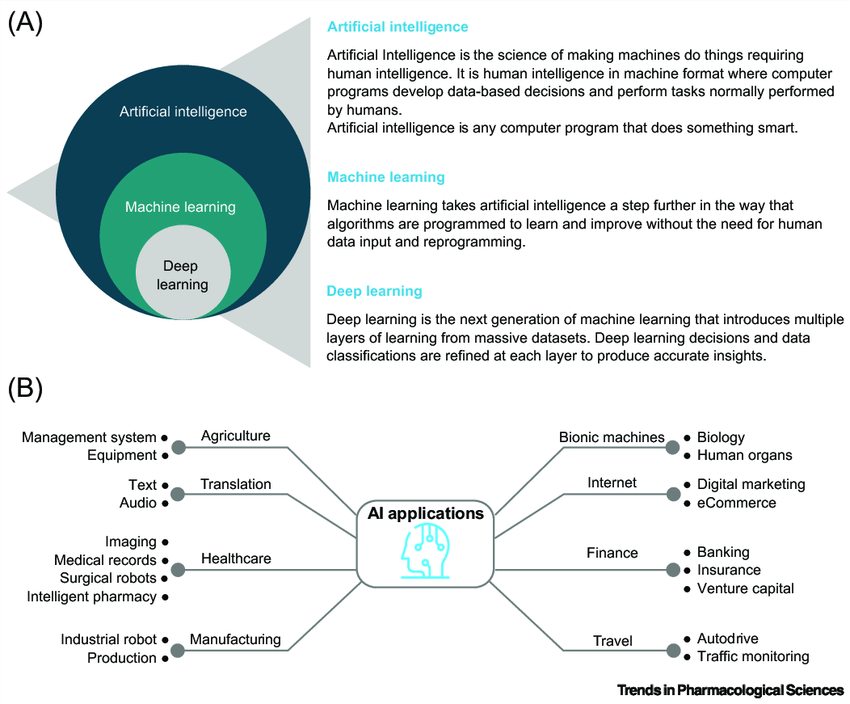 (A)
Artificial intelligence
Machine learning
Deep
learning
Artificial intelligence
Artificial Intelligence is the science of making machines do things requiring
human intelligence. It is human intelligence in machine format where computer
programs develop data-based decisions and perform tasks normally performed
by humans.
Artificial intelligence is any computer program that does something smart.
Machine learning
Machine learning takes artificial intelligence a step further in the way that
algorithms are programmed to learn and improve without the need for human
data input and reprogramming.
Deep learning
Deep learning is the next generation of machine learning that introduces multiple
layers of learning from massive datasets. Deep learning decisions and data
classifications are refined at each layer to produce accurate insights.
(B)
AI applications
Agriculture
Management system ●
Equipment ●
Translation
Text ●
Audio ●
Healthcare
Imaging ●
Medical records ●
Surgical robots ●
Intelligent pharmacy ●
Manufacturing
Industrial robot ●
Production ●
Bionic machines
● Biology
● Human organs
Internet
● Digital marketing
● eCommerce
Finance
● Banking
● Insurance
● Venture capital
Travel
● Autodrive
● Traffic monitoring
Trends in Pharmacological Sciences